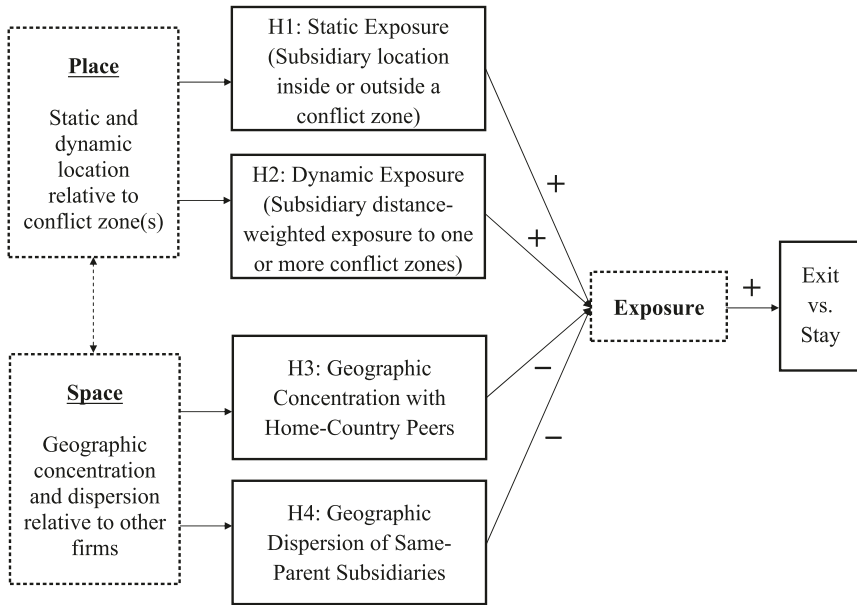 Place
Static and
dynamic
location
relative to
conflict zone(s)
Space
Geographic
concentration
and dispersion
relative to other
firms
H1: Static Exposure
(Subsidiary location
inside or outside a
conflict zone)
H2: Dynamic Exposure
(Subsidiary distance-
weighted exposure to one
or more conflict zones)
H3: Geographic
Concentration with
Home-Country Peers
H4: Geographic
Dispersion of Same-
Parent Subsidiaries
+
+
−
−
Exposure
+
Exit
vs.
Stay